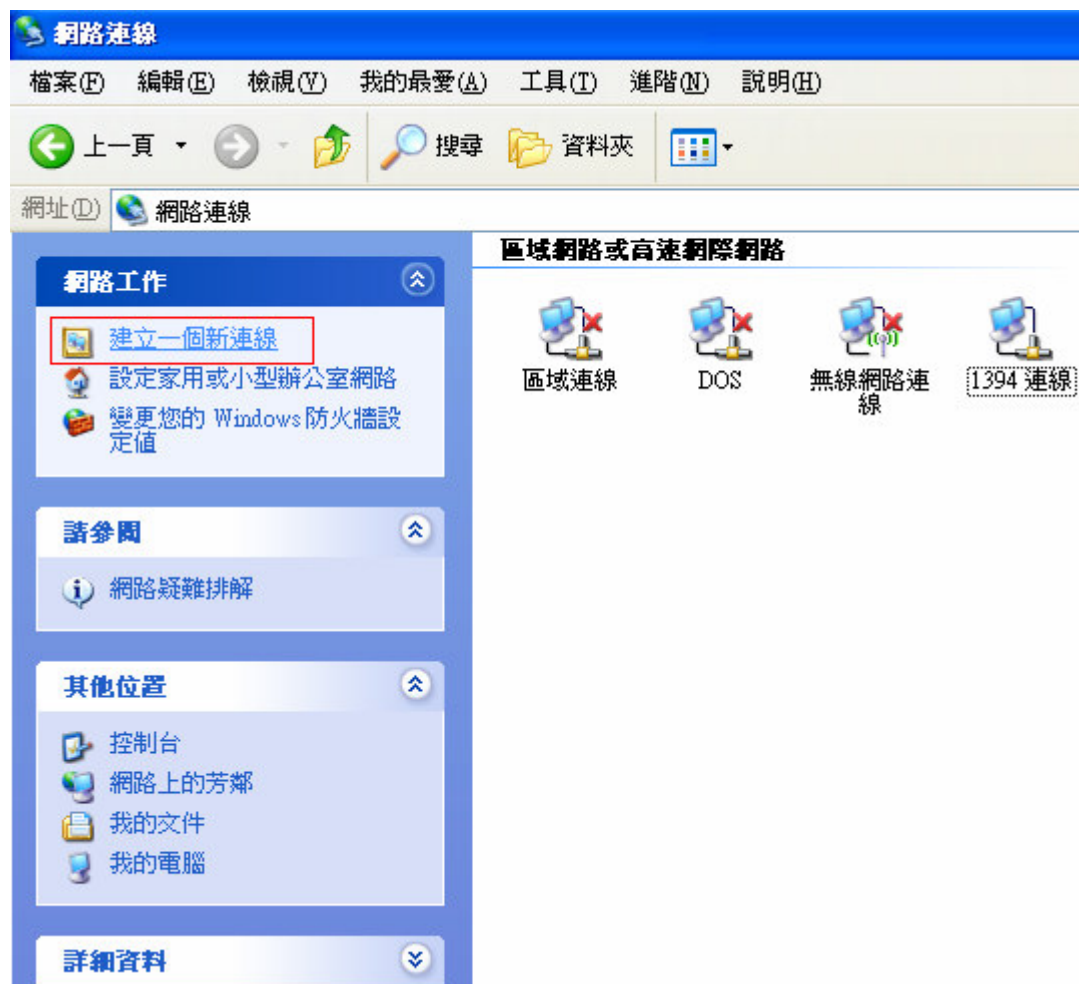 網路連線
檔案(F) 編輯(E) 檢視(V) 我的最愛(A) 工具(T) 進階(N) 說明(H)
上一頁 搜尋 資料夾
網址(D) 網路連線
網路工作
建立一個新連線
設定家用或小型辦公室網路
變更您的 Windows 防火牆設
定值
請參閱
網路疑難排解
其他位置
控制台
網路上的芳鄰
我的文件
我的電腦
詳細資料
區域網路或高速網際網路
區域連線
DOS
無線網路連
線
1394 連線